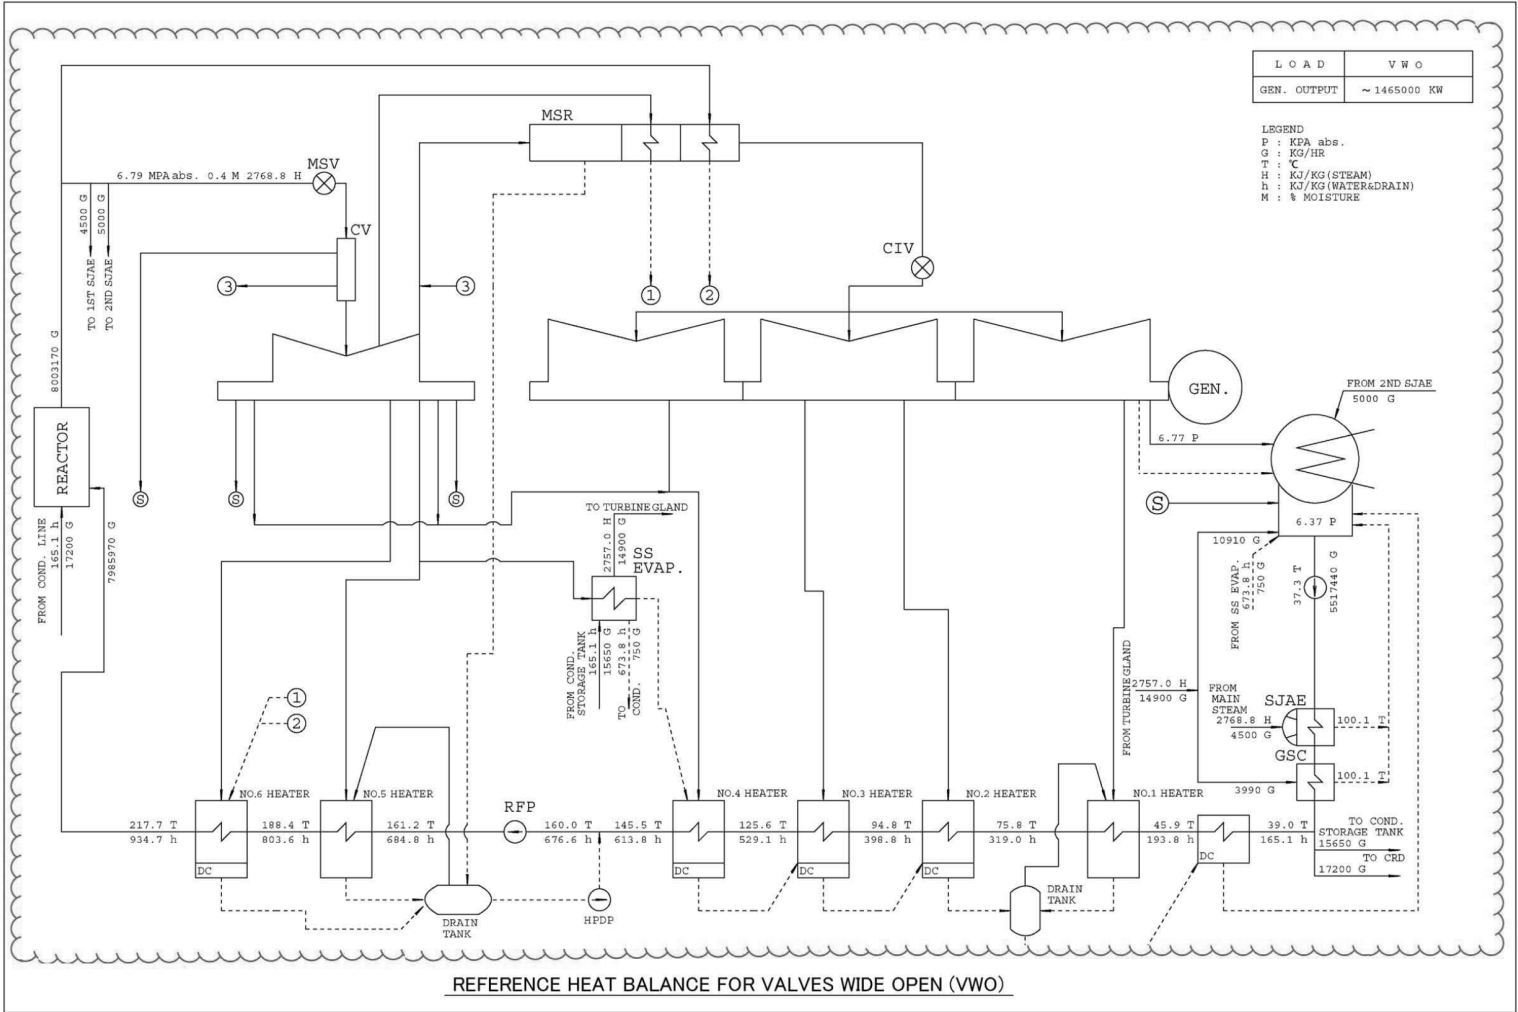 LOAD VWO
GEN. OUTPUT ~1465000 KW
LEGEND
P : KPA abs.
G : KG/HR
T : ℃
H : KJ/KG(STEAM)
h : KJ/KG(WATER&DRAIN)
M : % MOISTURE
MSR
MSV
6.79 MPA abs. 0.4 M 2768.8 H
4500 G
5000 G
TO 1ST SJAE
TO 2ND SJAE
CV
3
3
1
2
CIV
8003170 G
REACTOR
GEN.
FROM 2ND SJAE
5000 G
6.77 P
S
S
S
S
6.37 P
FROM COND. LINE
165.1 h
17200 G
7985970 G
TO TURBINE GLAND
2757.0 H
14900 G
SS
EVAP.
FROM COND.
STORAGE TANK
165.1 h
15650 G
673.8 h
750 G
TO
COND.
10910 G
FROM SS EVAP.
673.8 h
750 G
37.3 T
5517440 G
FROM TURBINE GLAND
2757.0 H
14900 G
FROM
MAIN
STEAM
SJAE
2768.8 H
4500 G
100.1 T
GSC
3990 G
100.1 T
1
2
NO.6 HEATER
NO.5 HEATER
RFP
NO.4 HEATER
NO.3 HEATER
NO.2 HEATER
NO.1 HEATER
217.7 T
934.7 h
188.4 T
803.6 h
161.2 T
684.8 h
160.0 T
676.6 h
145.5 T
613.8 h
125.6 T
529.1 h
94.8 T
398.8 h
75.8 T
319.0 h
45.9 T
193.8 h
39.0 T
165.1 h
TO COND.
STORAGE TANK
15650 G
TO CRD
17200 G
DC
DC
DC
DC
DC
DRAIN
TANK
HPDP
DRAIN
TANK
REFERENCE HEAT BALANCE FOR VALVES WIDE OPEN (VWO)